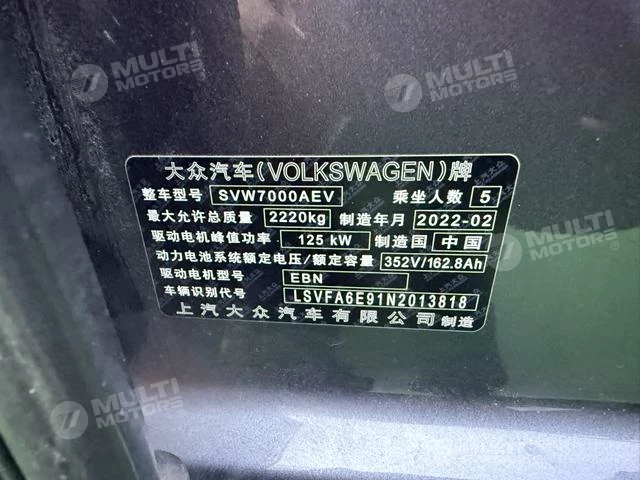 MULTI MOTORS
MULTI MOTORS
大众汽车(VOLKSWAGEN)牌
整车型号 SVW7000AEV 乘坐人数 5
最大允许总质量 2220kg 制造年月 2022-02
驱动电机峰值功率 125 kW 制造国 中国
动力电池系统额定电压/额定容量 352V/162.8Ah
驱动电机型号 EBN
车辆识别代号 LSVFA6E91N2013818
上汽大众汽车有限公司 制造
MULTI MOTORS
MULTI MOTORS